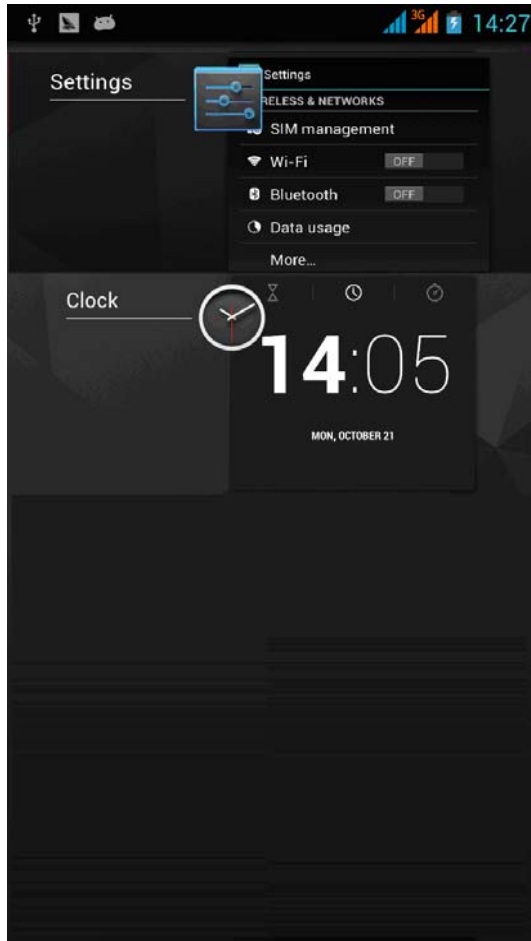 3G 14:27
Settings
Settings
RELESS & NETWORKS
SIM management
Wi-Fi OFF
Bluetooth OFF
Data usage
More...
Clock
14:05
MON, OCTOBER 21